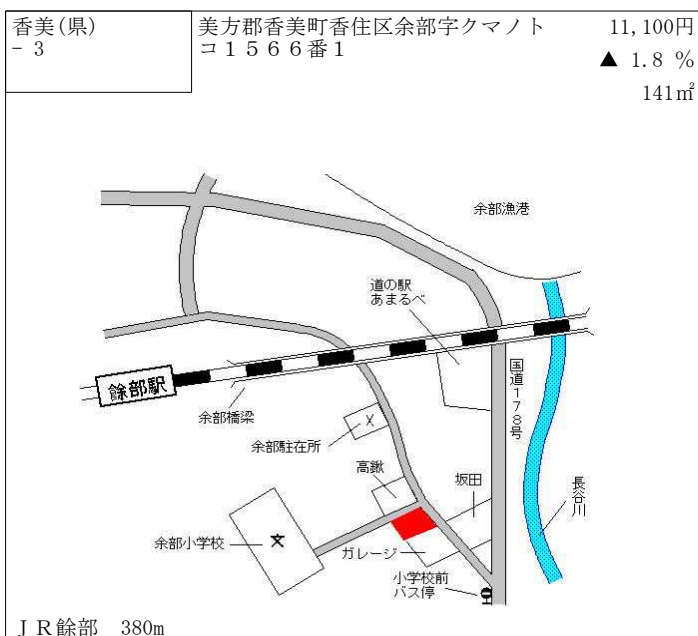 香美(県)
- 3
美方郡香美町香住区余部字クマノト
コ１５６６番１
11,100円
▲ 1.8 %
141㎡
余部漁港
道の駅
あまるべ
餘部駅
余部橋梁
国道178号
余部駐在所
高鍬
坂田
長谷川
余部小学校
ガレージ
小学校前
バス停
ＪＲ餘部 380m